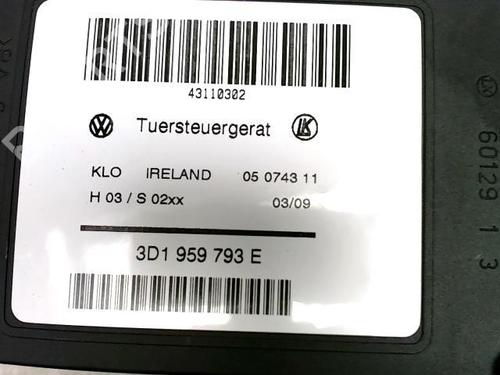 43110302
Tuersteuergerat
KLO IRELAND 05 0743 11
H 03 / S 02xx 03/09
3D1 959 793 E
60129 1 3